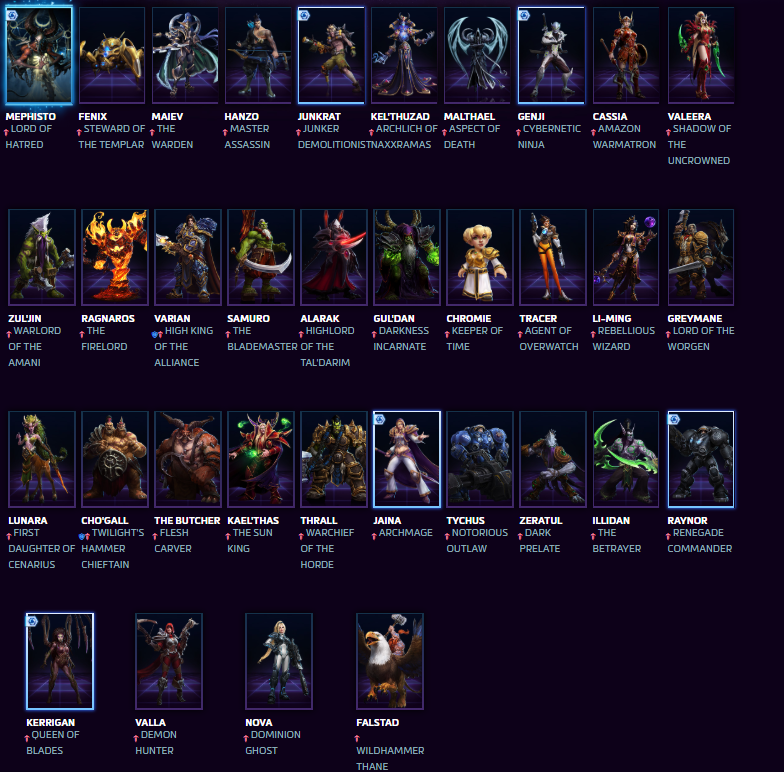 MEPHISTO FENIX MAIEV HANZO JUNKRAT KEL'THUZAD MALTHAEL GENJI CASSIA VALEERA
LORD OF STEWARD OF THE MASTER JUNKER ARCHLICH OF ASPECT OF CYBERNETIC AMAZON SHADOW OF
HATRED THE TEMPLAR WARDEN ASSASSIN DEMOLITIONIST NAXXRAMAS DEATH NINJA WARMATRON THE
UNCROWNED
ZUL'JIN RAGNAROS VARIAN SAMURO ALARAK GUL'DAN CHROMIE TRACER LI-MING GREYMANE
WARLORD THE HIGH KING THE HIGHLORD DARKNESS KEEPER OF AGENT OF REBELLIOUS LORD OF THE
OF THE FIRELORD OF THE BLADEMASTER OF THE INCARNATE TIME OVERWATCH WIZARD WORGEN
AMANI ALLIANCE TAL'DARIM
LUNARA CHO'GALL THE BUTCHER KAEL'THAS THRALL JAINA TYCHUS ZERATUL ILLIDAN RAYNOR
FIRST TWILIGHT'S FLESH THE SUN WARCHIEF ARCHMAGE NOTORIOUS DARK THE RENEGADE
DAUGHTER OF HAMMER CARVER KING OF THE OUTLAW PRELATE BETRAYER COMMANDER
CENARIUS CHIEFTAIN HORDE
KERRIGAN VALLA NOVA FALSTAD
QUEEN OF DEMON DOMINION
BLADES HUNTER GHOST WILDHAMMER
THANE